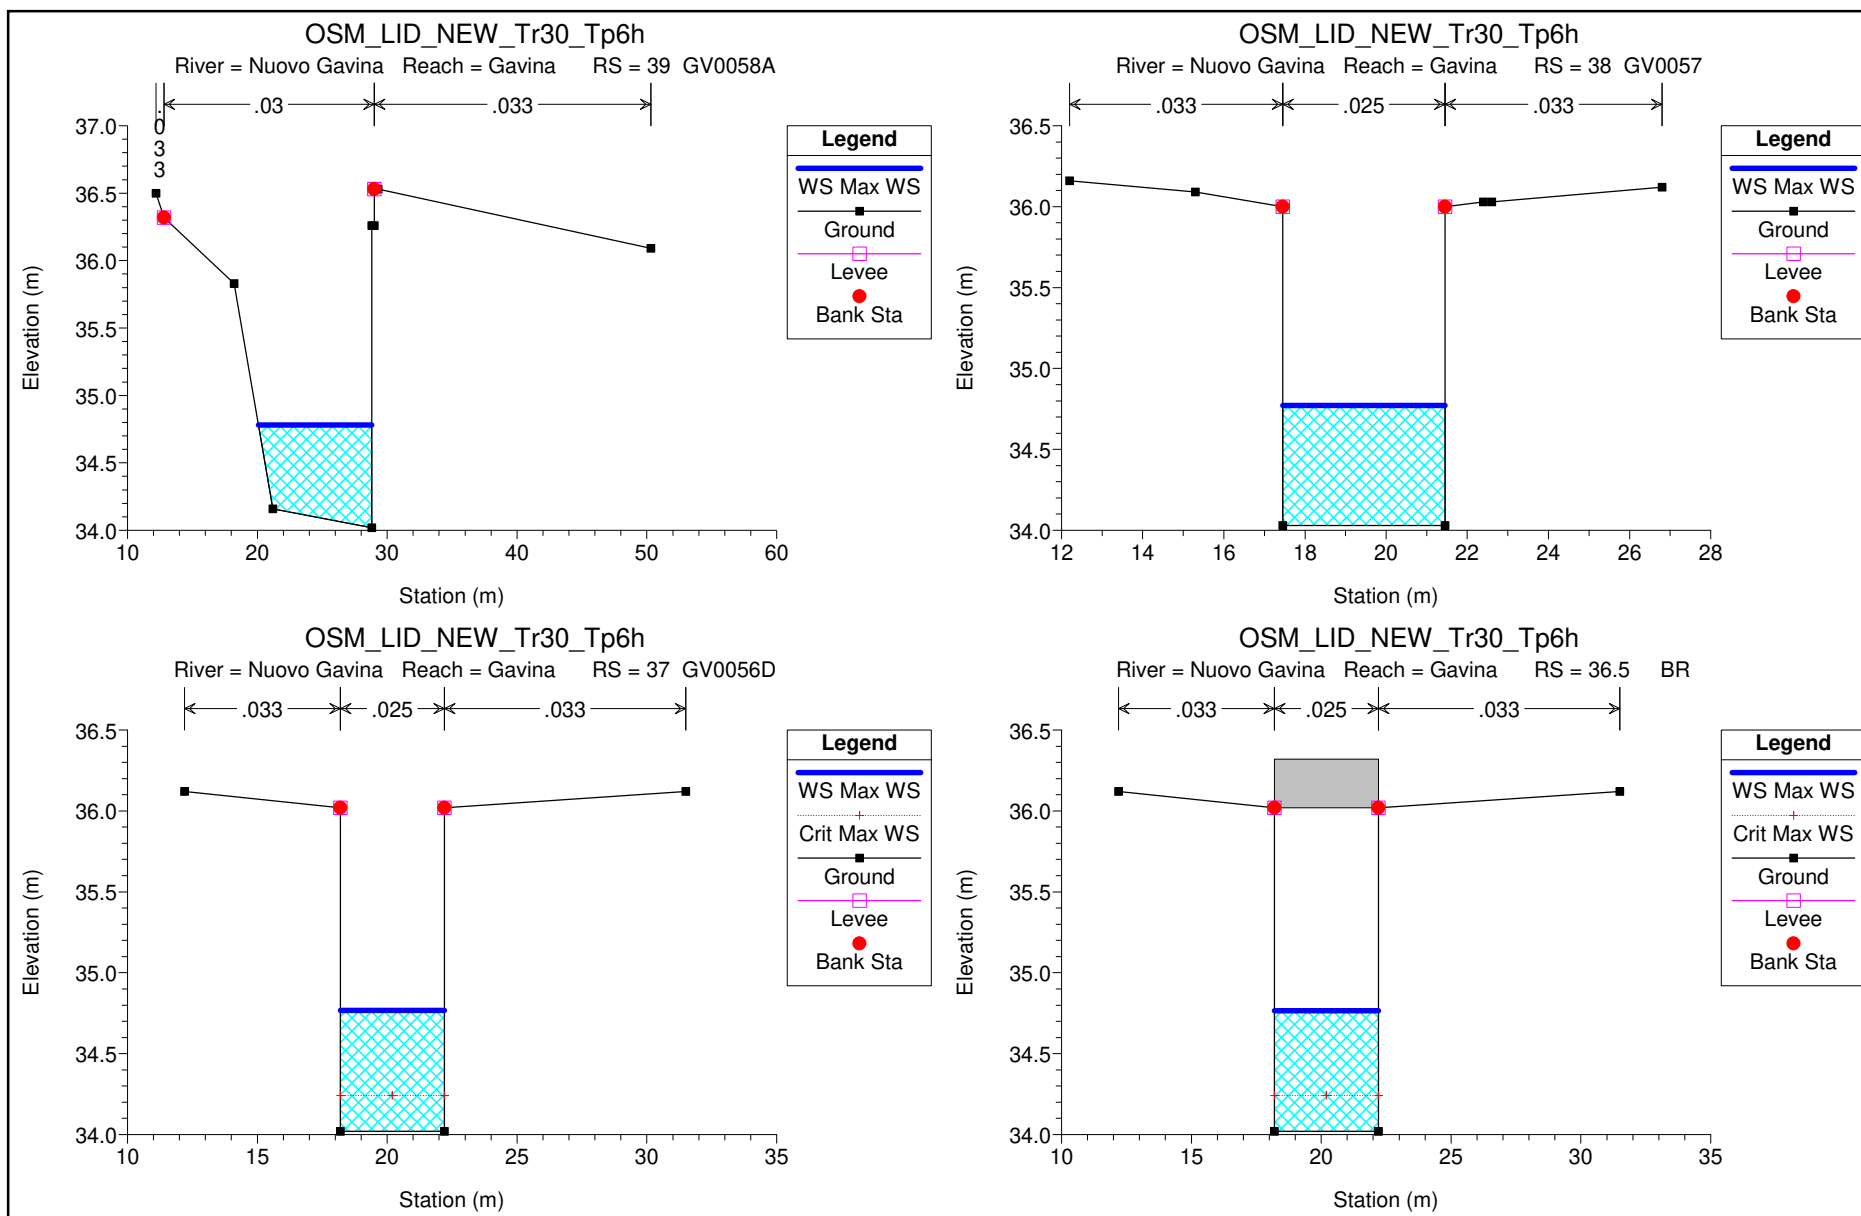 OSM_LID_NEW_Tr30_Tp6h
River = Nuovo Gavina Reach = Gavina RS = 39 GV0058A
.033
.03
.033
37.0
36.5
36.0
35.5
35.0
34.5
34.0
Elevation (m)
10 20 30 40 50 60
Station (m)
Legend
WS Max WS
Ground
Levee
Bank Sta
OSM_LID_NEW_Tr30_Tp6h
River = Nuovo Gavina Reach = Gavina RS = 38 GV0057
.033
.025
.033
36.5
36.0
35.5
35.0
34.5
34.0
Elevation (m)
12 14 16 18 20 22 24 26 28
Station (m)
Legend
WS Max WS
Ground
Levee
Bank Sta
OSM_LID_NEW_Tr30_Tp6h
River = Nuovo Gavina Reach = Gavina RS = 37 GV0056D
.033
.025
.033
36.5
36.0
35.5
35.0
34.5
34.0
Elevation (m)
10 15 20 25 30 35
Station (m)
Legend
WS Max WS
Crit Max WS
Ground
Levee
Bank Sta
OSM_LID_NEW_Tr30_Tp6h
River = Nuovo Gavina Reach = Gavina RS = 36.5 BR
.033
.025
.033
36.5
36.0
35.5
35.0
34.5
34.0
Elevation (m)
10 15 20 25 30 35
Station (m)
Legend
WS Max WS
Crit Max WS
Ground
Levee
Bank Sta